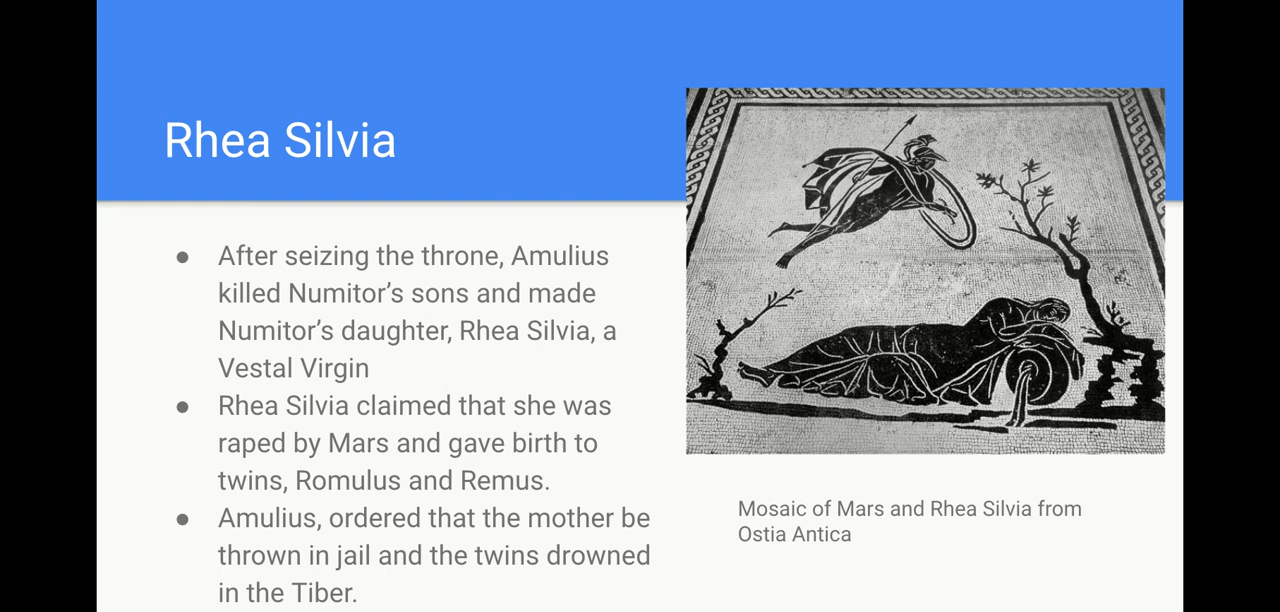 Rhea Silvia
● After seizing the throne, Amulius
killed Numitor’s sons and made
Numitor’s daughter, Rhea Silvia, a
Vestal Virgin
● Rhea Silvia claimed that she was
raped by Mars and gave birth to
twins, Romulus and Remus.
● Amulius, ordered that the mother be
thrown in jail and the twins drowned
in the Tiber.
Mosaic of Mars and Rhea Silvia from
Ostia Antica